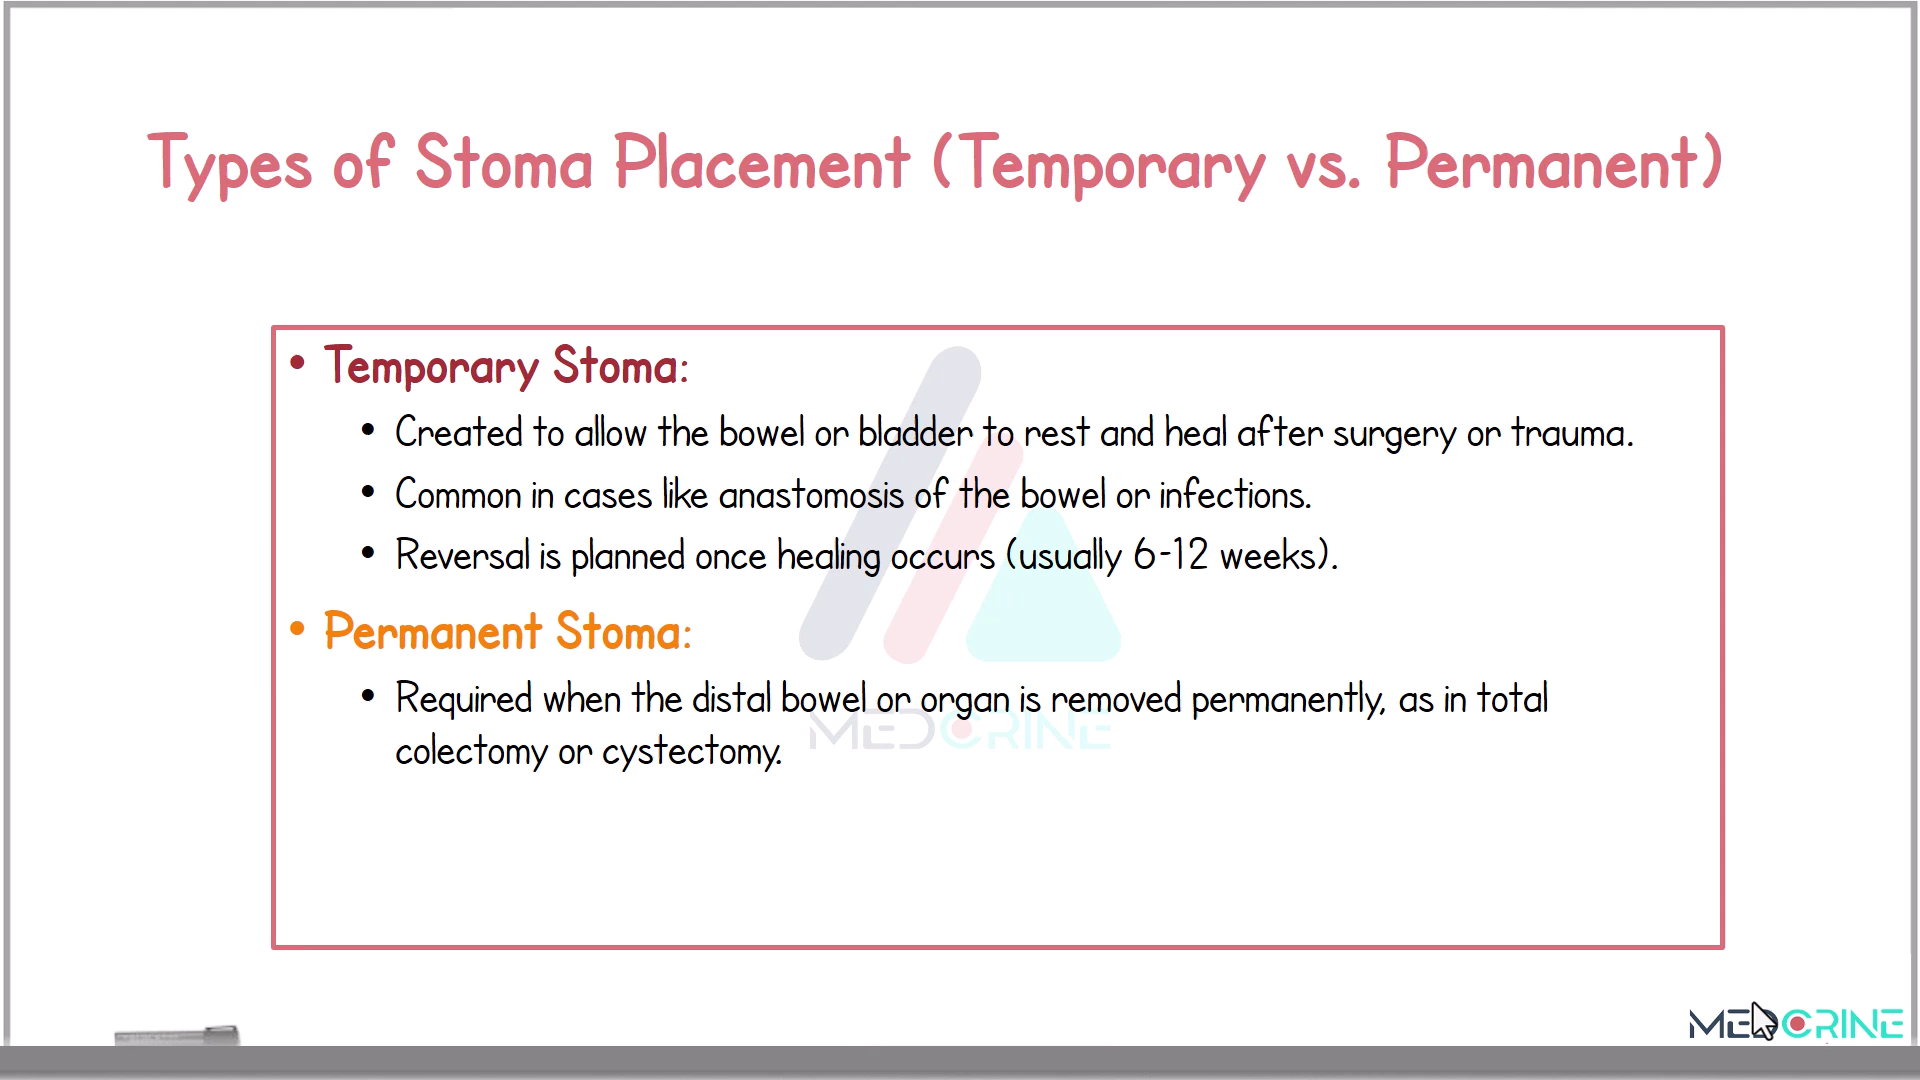 Types of Stoma Placement (Temporary vs. Permanent)
• Temporary Stoma:
• Created to allow the bowel or bladder to rest and heal after surgery or trauma.
• Common in cases like anastomosis of the bowel or infections.
• Reversal is planned once healing occurs (usually 6-12 weeks).
• Permanent Stoma:
• Required when the distal bowel or organ is removed permanently, as in total
colectomy or cystectomy.
MEDCRINE
MEDCRINE